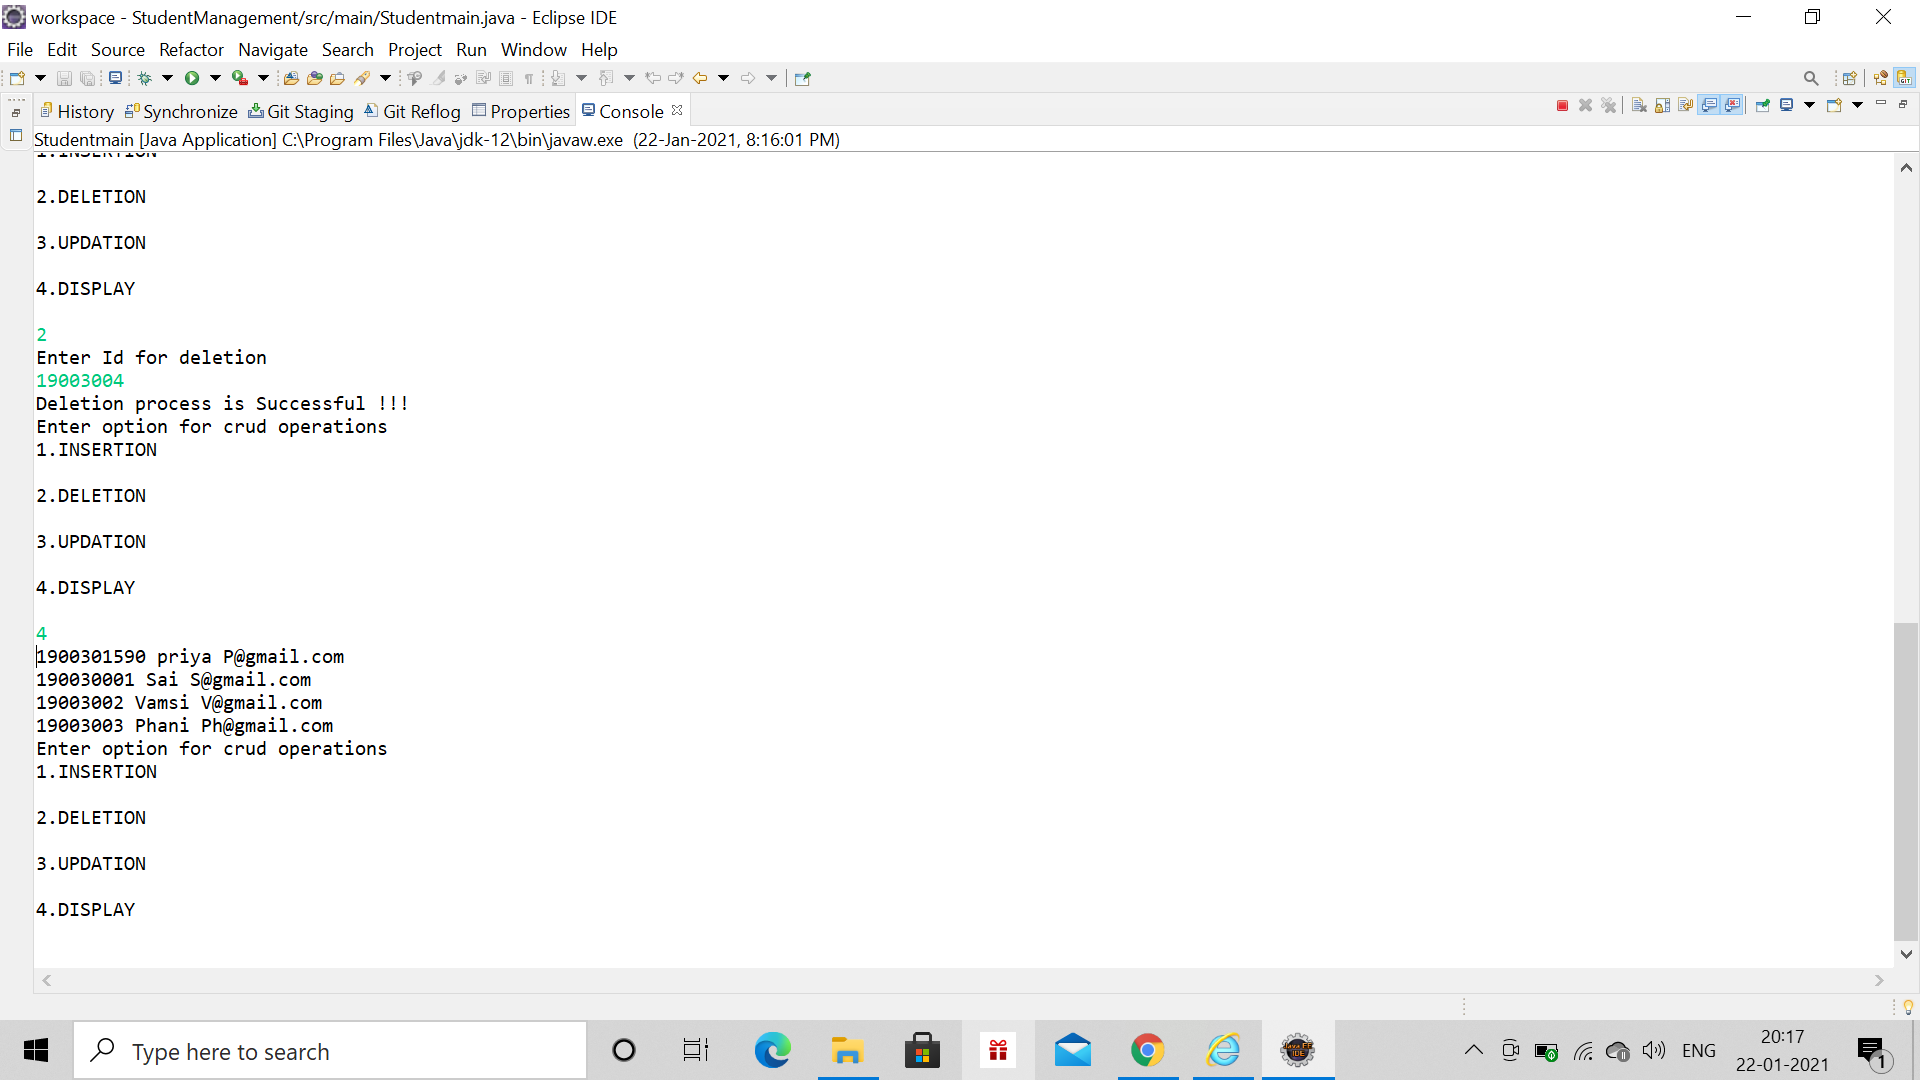 workspace - StudentManagement/src/main/Studentmain.java - Eclipse IDE
File Edit Source Refactor Navigate Search Project Run Window Help
History Synchronize Git Staging Git Reflog Properties Console
Studentmain [Java Application] C:\Program Files\Java\jdk-12\bin\javaw.exe (22-Jan-2021, 8:16:01 PM)
1.INSERTION
2.DELETION
3.UPDATION
4.DISPLAY
2
Enter Id for deletion
19003004
Deletion process is Successful !!!
Enter option for crud operations
1.INSERTION
2.DELETION
3.UPDATION
4.DISPLAY
4
1900301590 priya P@gmail.com
190030001 Sai S@gmail.com
19003002 Vamsi V@gmail.com
19003003 Phani Ph@gmail.com
Enter option for crud operations
1.INSERTION
2.DELETION
3.UPDATION
4.DISPLAY
Type here to search
ENG
20:17
22-01-2021
1